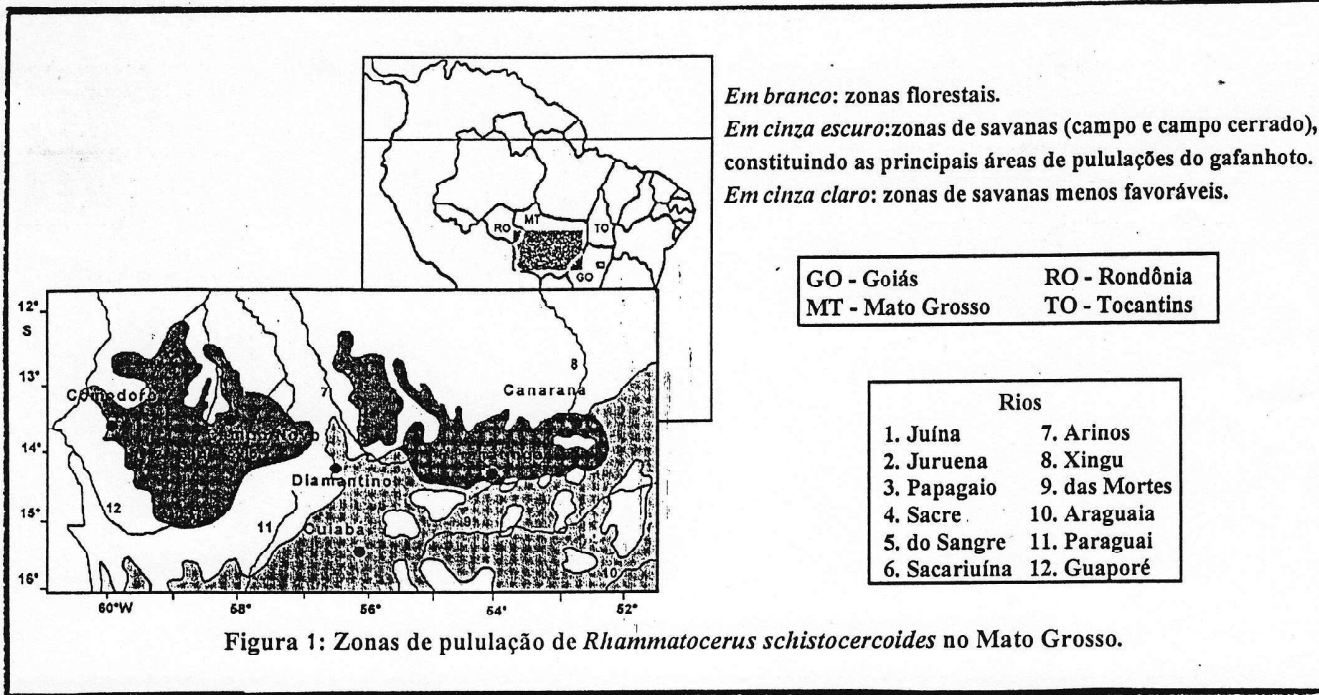 Em branco: zonas florestais.
Em cinza escuro:zonas de savanas (campo e campo cerrado),
constituindo as principais áreas de pululações do gafanhoto.
Em cinza claro: zonas de savanas menos favoráveis.
RO
MT
TO
GO
GO - Goiás RO - Rondônia
MT - Mato Grosso TO - Tocantins
12°
S
13°
14°
15°
16°
60°W 58° 56° 54° 52°
Comodoro
Canarana
Diamantino
Cuiaba
7
8
9
10
11
12
Rios
1. Juína 7. Arinos
2. Juruena 8. Xingu
3. Papagaio 9. das Mortes
4. Sacre 10. Araguaia
5. do Sangre 11. Paraguai
6. Sacariuína 12. Guaporé
Figura 1: Zonas de pululação de Rhammatocerus schistocercoides no Mato Grosso.